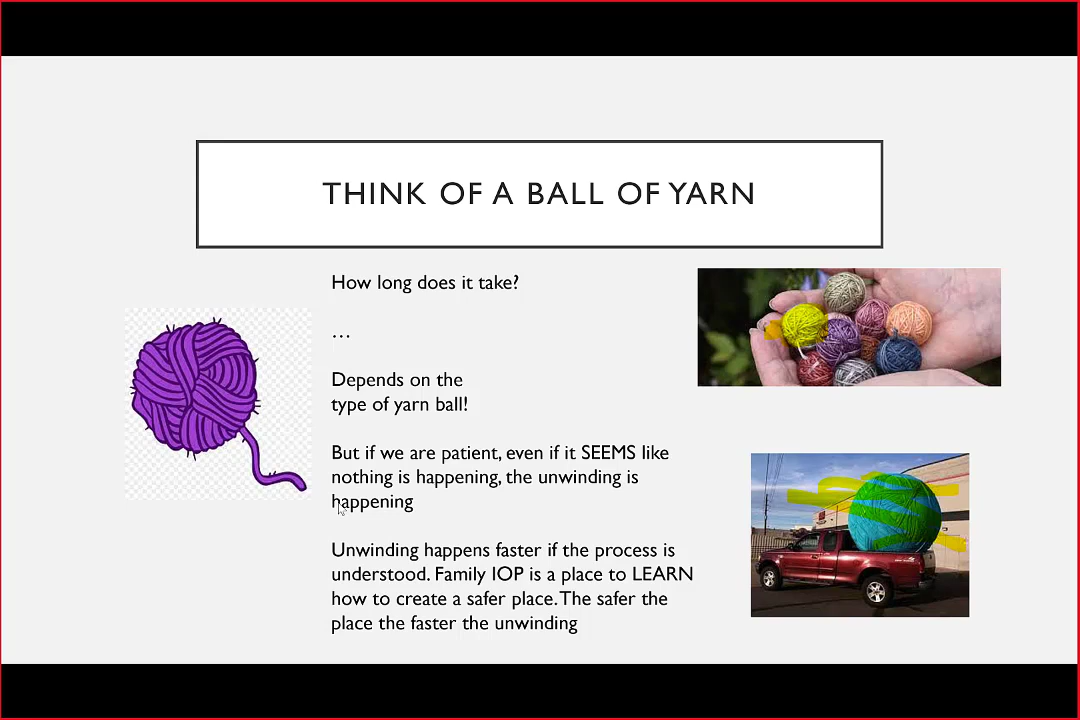 THINK OF A BALL OF YARN
How long does it take?
...
Depends on the
type of yarn ball!
But if we are patient, even if it SEEMS like
nothing is happening, the unwinding is
happening
Unwinding happens faster if the process is
understood. Family IOP is a place to LEARN
how to create a safer place. The safer the
place the faster the unwinding